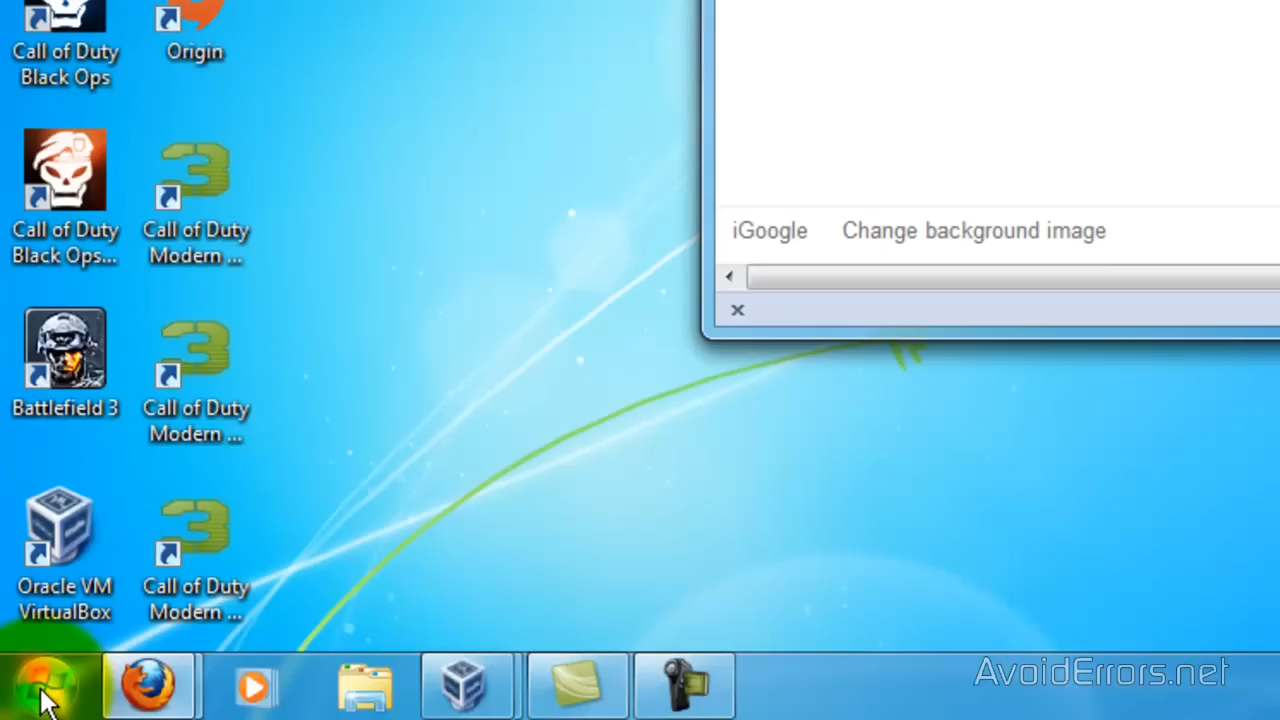 Call of Duty
Black Ops
Origin
Call of Duty
Black Ops...
Call of Duty
Modern ...
Battlefield 3
Call of Duty
Modern ...
Oracle VM
VirtualBox
Call of Duty
Modern ...
iGoogle
Change background image
AvoidErrors.net